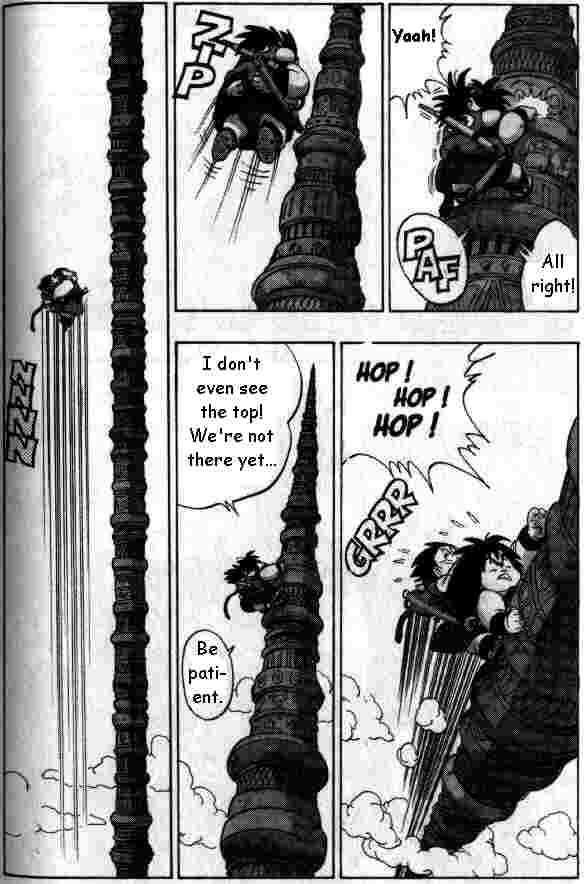 NNNN
ZIP
Yaah!
PAF
All
right!
I don't
even see
the top!
We're not
there yet...
Be
pati-
ent.
HOP !
HOP !
HOP !
GRRR